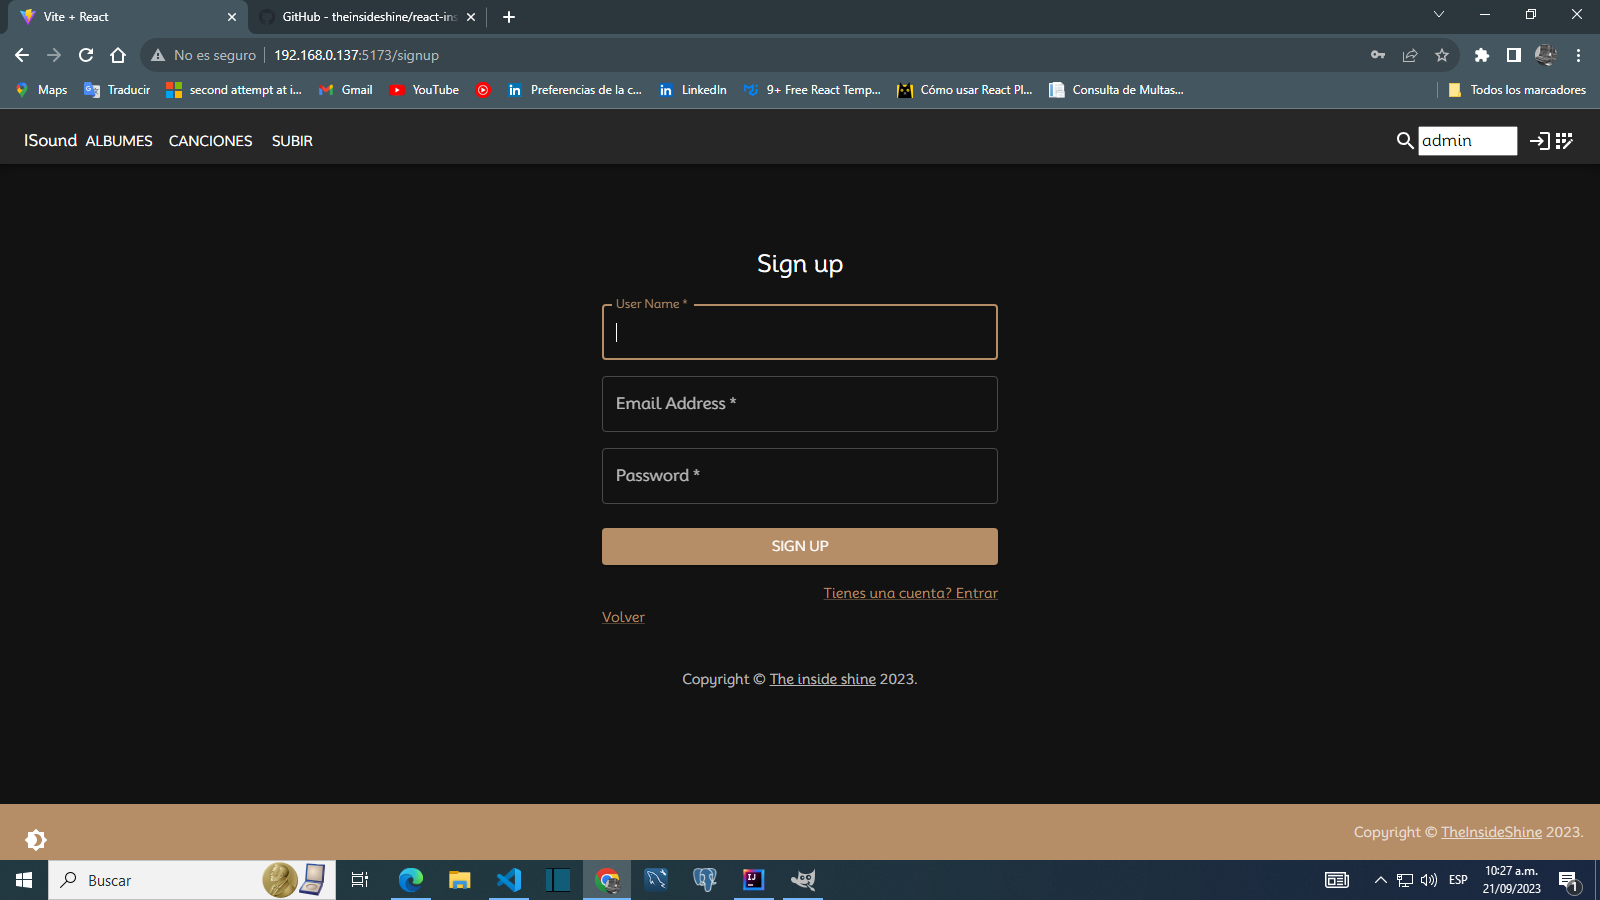 Vite + React
GitHub - theinsideshine/react-ins
No es seguro
192.168.0.137:5173/signup
Maps
Traducir
second attempt at i...
Gmail
YouTube
Preferencias de la c...
LinkedIn
9+ Free React Temp...
Cómo usar React Pl...
Consulta de Multas...
Todos los marcadores
ISound ALBUMES CANCIONES SUBIR
admin
Sign up
User Name *
Email Address *
Password *
SIGN UP
Tienes una cuenta? Entrar
Volver
Copyright © The inside shine 2023.
Copyright © TheInsideShine 2023.
Buscar
ESP
10:27 a.m.
21/09/2023
1